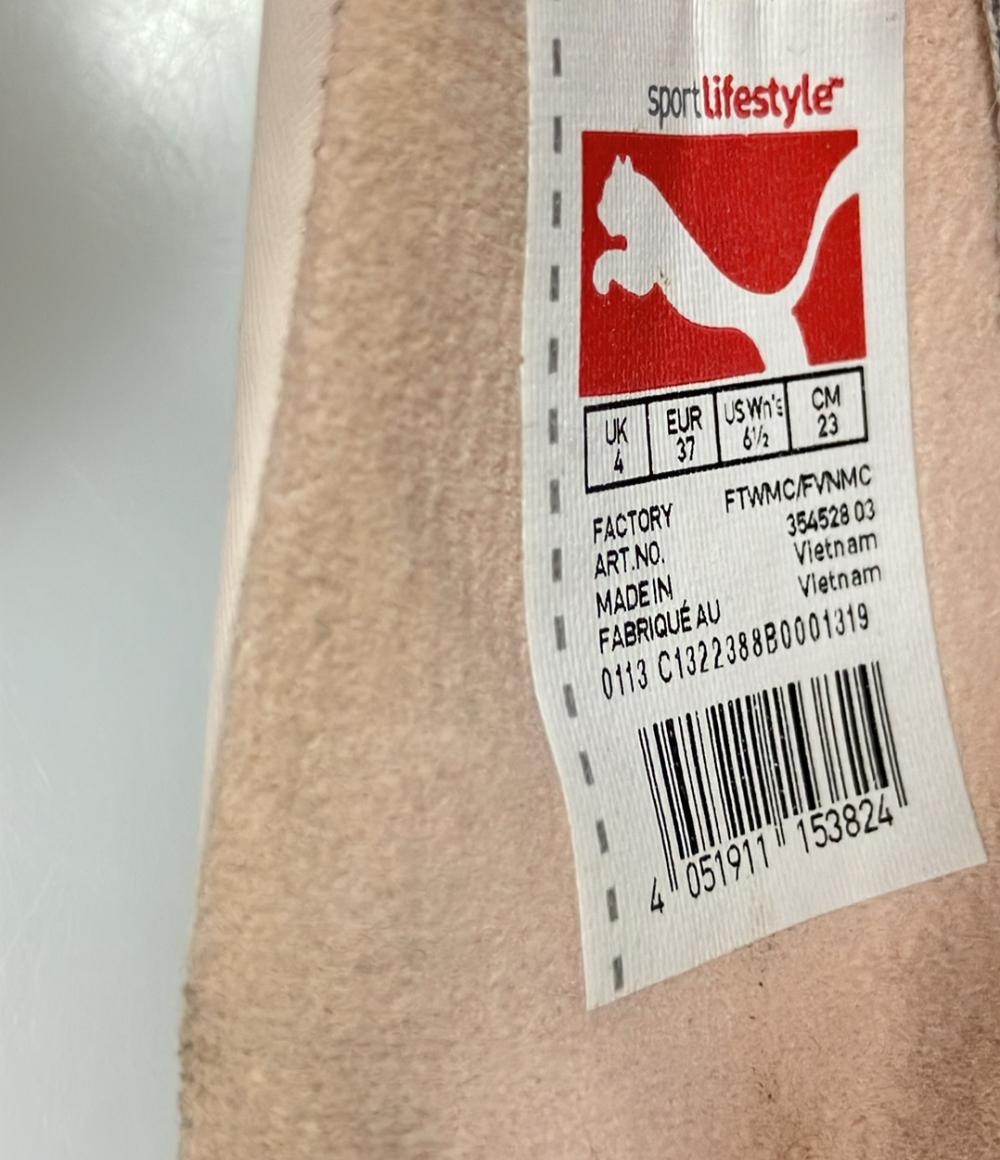 sportlifestyle™
UK EUR US Wn's CM
4 37 6½ 23
FACTORY FTWMC/FVNMC
ART.NO. 354528 03
MADE IN Vietnam
FABRIQUÉ AU Vietnam
0113 C1322388B0001319
4 051911 153824